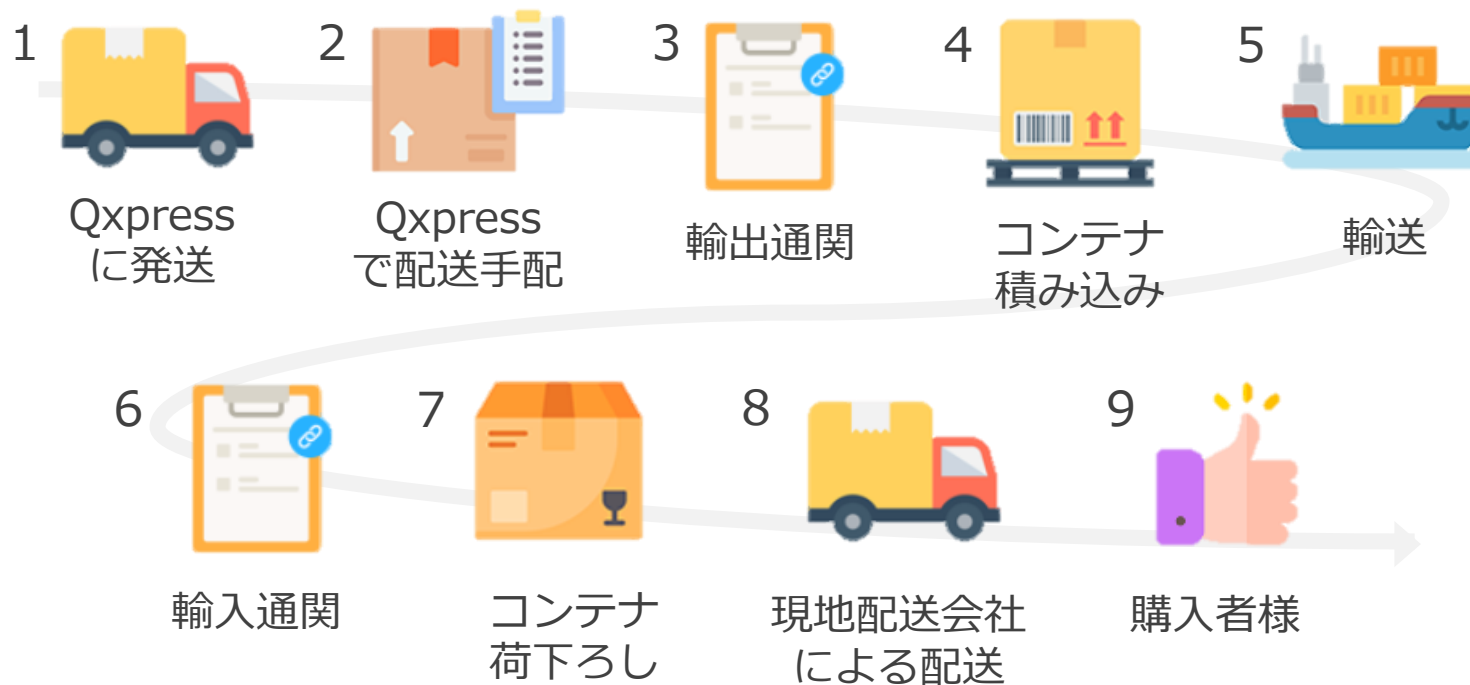 1
Qxpress
に発送
2
Qxpress
で配送手配
3
輸出通関
4
コンテナ
積み込み
5
輸送
6
輸入通関
7
コンテナ
荷下ろし
8
現地配送会社
による配送
9
購入者様